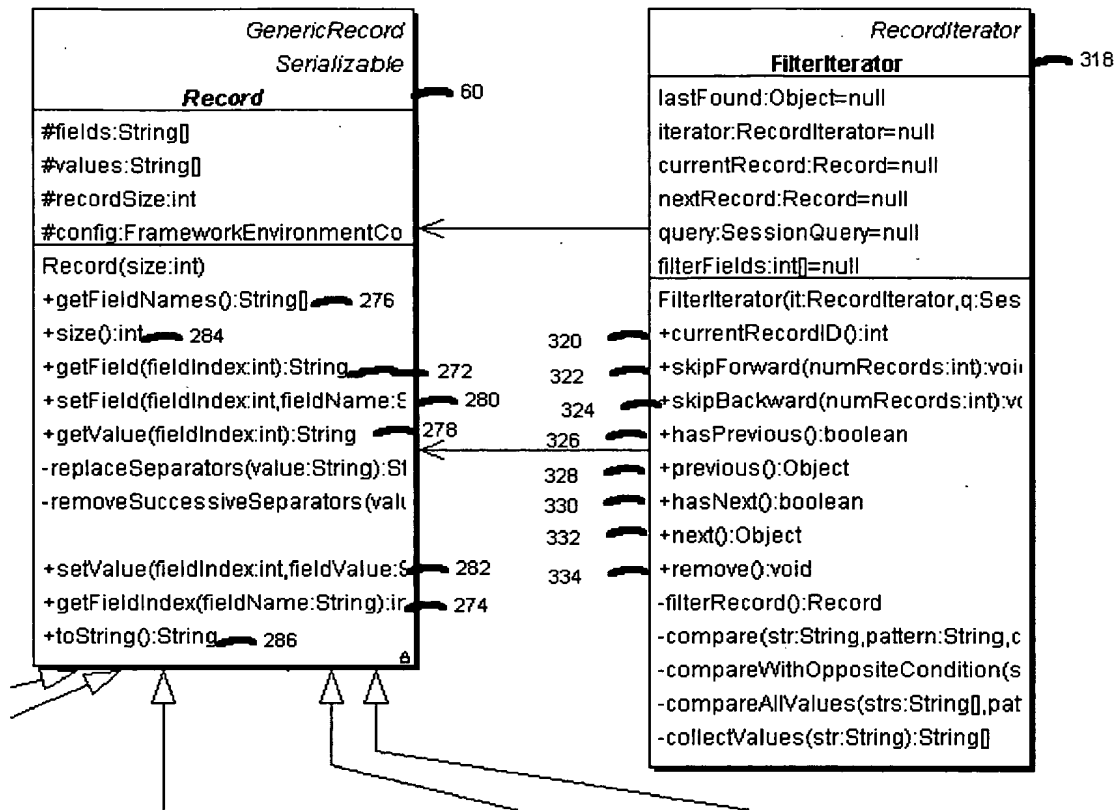 GenericRecord
Serializable
Record
60
#fields:String[]
#values:String[]
#recordSize:int
#config:FrameworkEnvironmentCo
Record(size:int)
+getFieldNames():String[] 276
+size():int 284
+getField(fieldIndex:int):String 272
+setField(fieldIndex:int,fieldName:S 280
+getValue(fieldIndex:int):String 278
-replaceSeparators(value:String):St
-removeSuccessiveSeparators(valu
+setValue(fieldIndex:int,fieldValue:S 282
+getFieldIndex(fieldName:String):in 274
+toString():String 286
RecordIterator
FilterIterator
318
lastFound:Object=null
iterator:RecordIterator=null
currentRecord:Record=null
nextRecord:Record=null
query:SessionQuery=null
filterFields:int[]=null
FilterIterator(it:RecordIterator,q:Ses
320 +currentRecordID():int
322 +skipForward(numRecords:int):voi
324 +skipBackward(numRecords:int):vo
326 +hasPrevious():boolean
328 +previous():Object
330 +hasNext():boolean
332 +next():Object
334 +remove():void
-filterRecord():Record
-compare(str:String,pattern:String,c
-compareWithOppositeCondition(s
-compareAllValues(strs:String[],pat
-collectValues(str:String):String[]